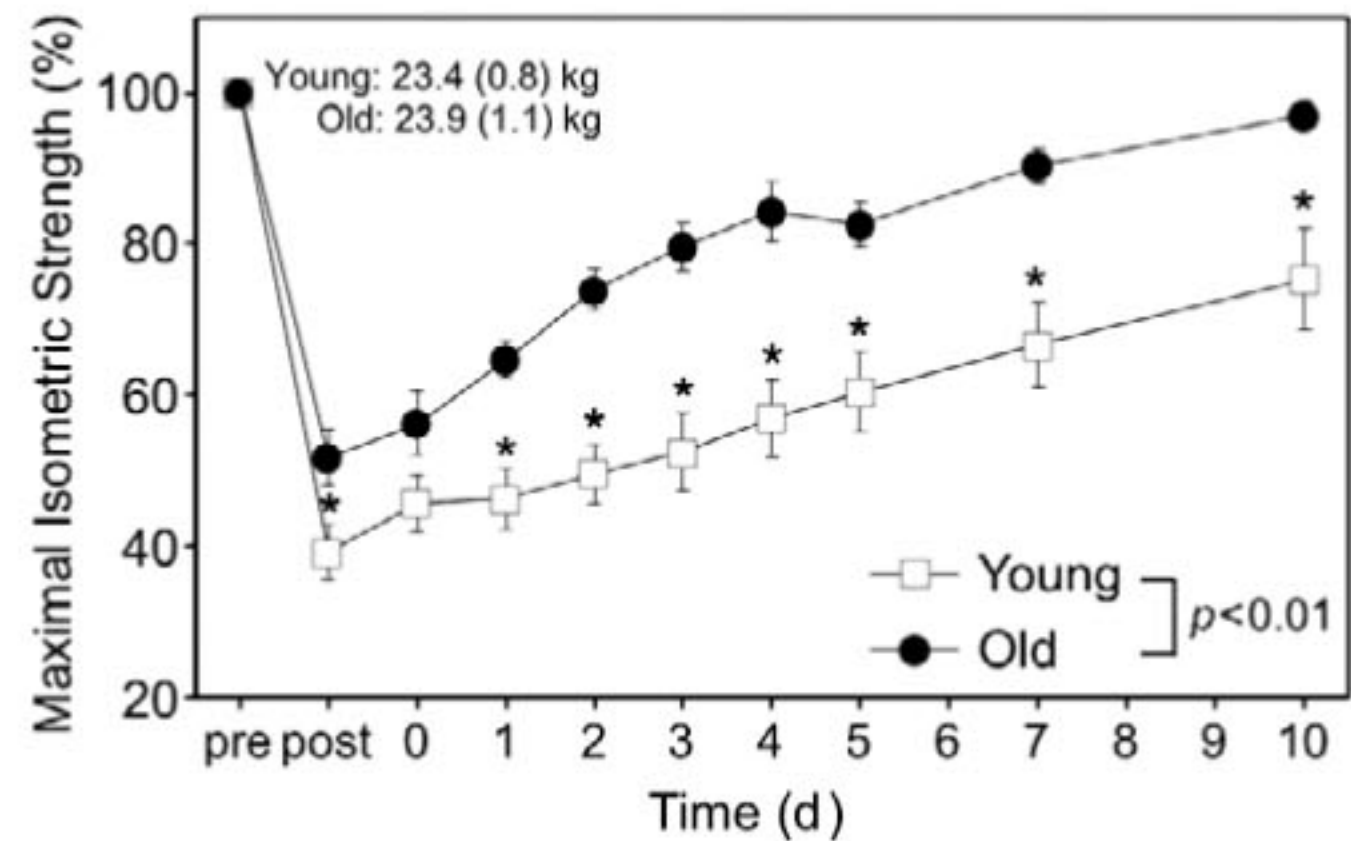 Maximal Isometric Strength (%)
100
80
60
40
20
Young: 23.4 (0.8) kg
Old: 23.9 (1.1) kg
*
*
*
*
*
*
*
*
Young
Old
p<0.01
pre post 0 1 2 3 4 5 6 7 8 9 10
Time (d)